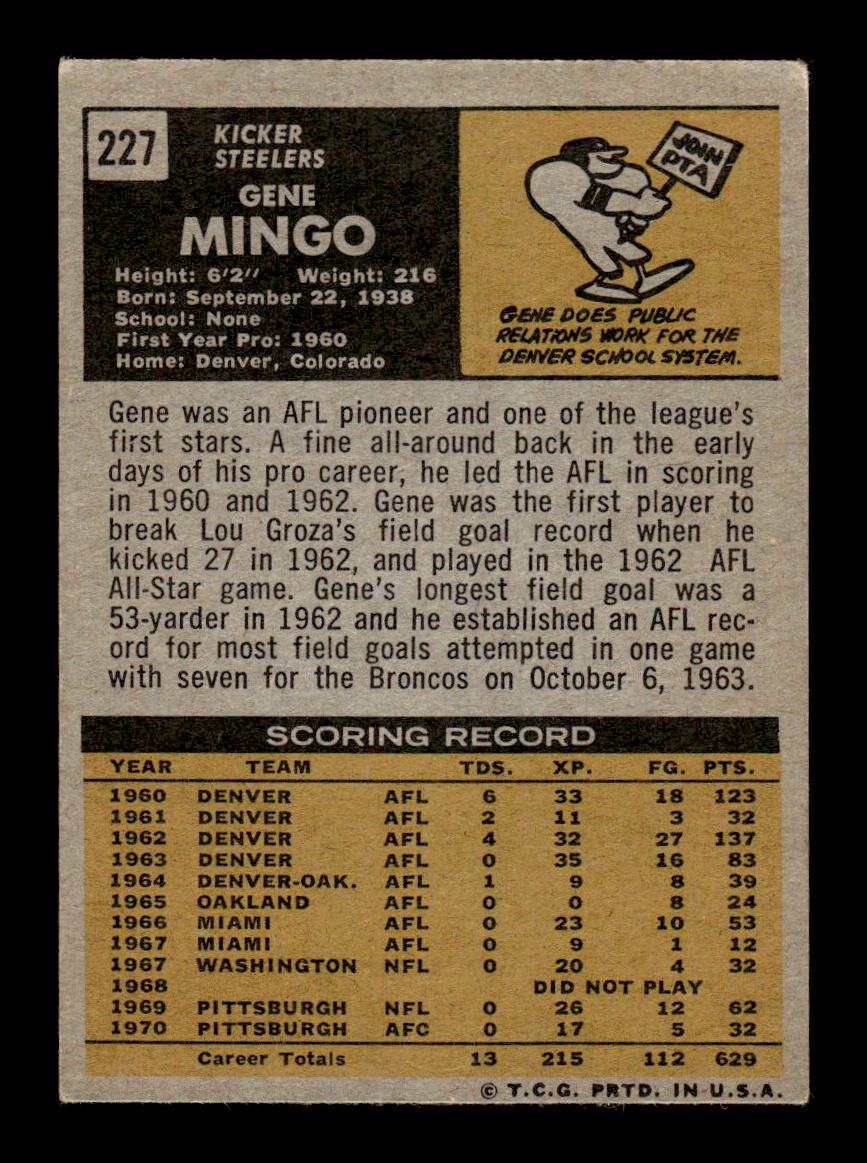 227
KICKER
STEELERS
GENE
MINGO
Height: 6'2" Weight: 216
Born: September 22, 1938
School: None
First Year Pro: 1960
Home: Denver, Colorado
JOIN
PTA
GENE DOES PUBLIC
RELATIONS WORK FOR THE
DENVER SCHOOL SYSTEM.
Gene was an AFL pioneer and one of the league's
first stars. A fine all-around back in the early
days of his pro career, he led the AFL in scoring
in 1960 and 1962. Gene was the first player to
break Lou Groza's field goal record when he
kicked 27 in 1962, and played in the 1962 AFL
All-Star game. Gene's longest field goal was a
53-yarder in 1962 and he established an AFL rec-
ord for most field goals attempted in one game
with seven for the Broncos on October 6, 1963.
SCORING RECORD
YEAR TEAM TDS. XP. FG. PTS.
1960 DENVER AFL 6 33 18 123
1961 DENVER AFL 2 11 3 32
1962 DENVER AFL 4 32 27 137
1963 DENVER AFL 0 35 16 83
1964 DENVER-OAK. AFL 1 9 8 39
1965 OAKLAND AFL 0 0 8 24
1966 MIAMI AFL 0 23 10 53
1967 MIAMI AFL 0 9 1 12
1967 WASHINGTON NFL 0 20 4 32
1968 DID NOT PLAY
1969 PITTSBURGH NFL 0 26 12 62
1970 PITTSBURGH AFC 0 17 5 32
Career Totals 13 215 112 629
© T.C.G. PRTD. IN U.S.A.